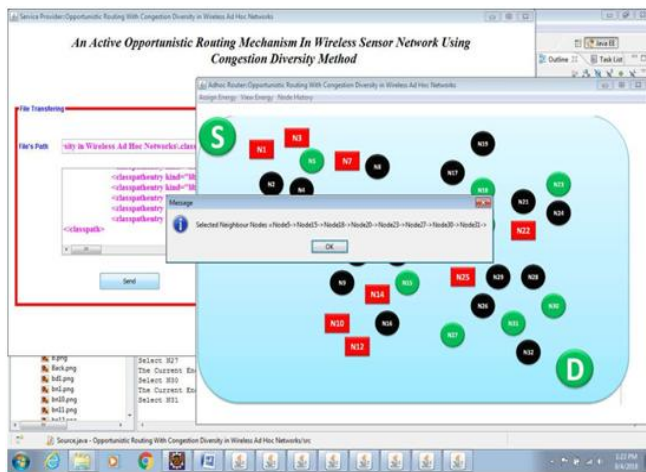 Service Provider:Opportunistic Routing With Congestion Diversity in Wireless Ad Hoc Networks
An Active Opportunistic Routing Mechanism In Wireless Sensor Network Using
Congestion Diversity Method
Java EE
Outline
Task List
Adhoc Router:Opportunistic Routing With Congestion Diversity in Wireless Ad Hoc Networks
Assign Energy View Energy Node History
File Transfering
File's Path
sity in Wireless Ad Hoc Networks\.class
<classpathentry kind="lib
<classpathentry
<classpathentry
<classpathentry
</classpath>
Send
S
N1
N3
N5
N7
N8
N2
N4
N19
N17
N18
N23
N21
N24
N22
Message
Selected Neighbour Nodes =Node5->Node15->Node18->Node20->Node23->Node27->Node30->Node31->
OK
N9
N15
N14
N10
N16
N12
N25
N29
N28
N26
N30
N31
N27
N32
D
Back.png
bd1.png
bn1.png
bn10.png
bn11.png
Select N27
The Current En
Select N30
The Current En
Select N31
Source.java - Opportunistic Routing With Congestion Diversity in Wireless Ad Hoc Networks/src